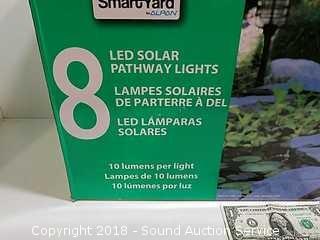 SmartYard
by ALPAN
8
LED SOLAR
PATHWAY LIGHTS
LAMPES SOLAIRES
DE PARTERRE À DEL
LED LÁMPARAS
SOLARES
10 lumens per light
Lampes de 10 lumens
10 lúmenes por luz
Copyright 2018 - Sound Auction Service